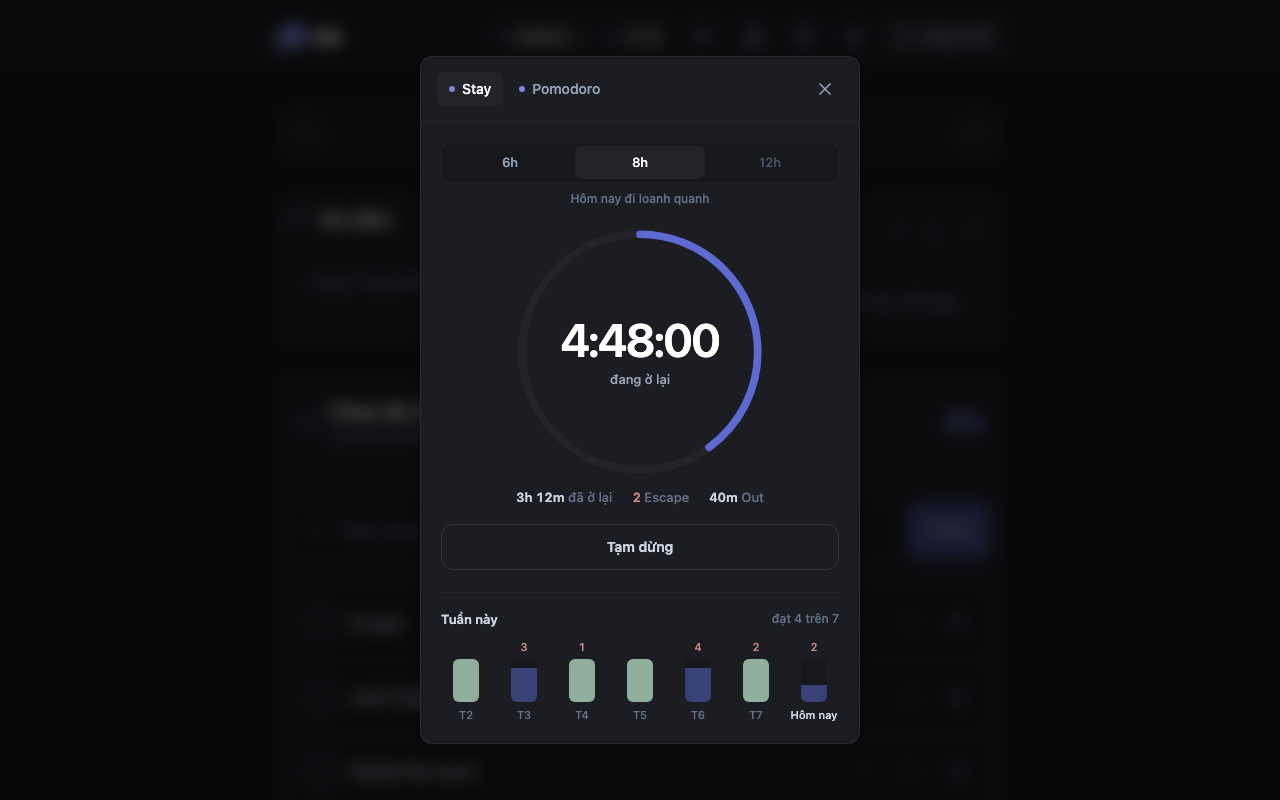 Stay Pomodoro
6h 8h 12h
Hôm nay đi loanh quanh
4:48:00
đang ở lại
3h 12m đã ở lại 2 Escape 40m Out
Tạm dừng
Tuần này đạt 4 trên 7
3 1 4 2 2
T2 T3 T4 T5 T6 T7 Hôm nay